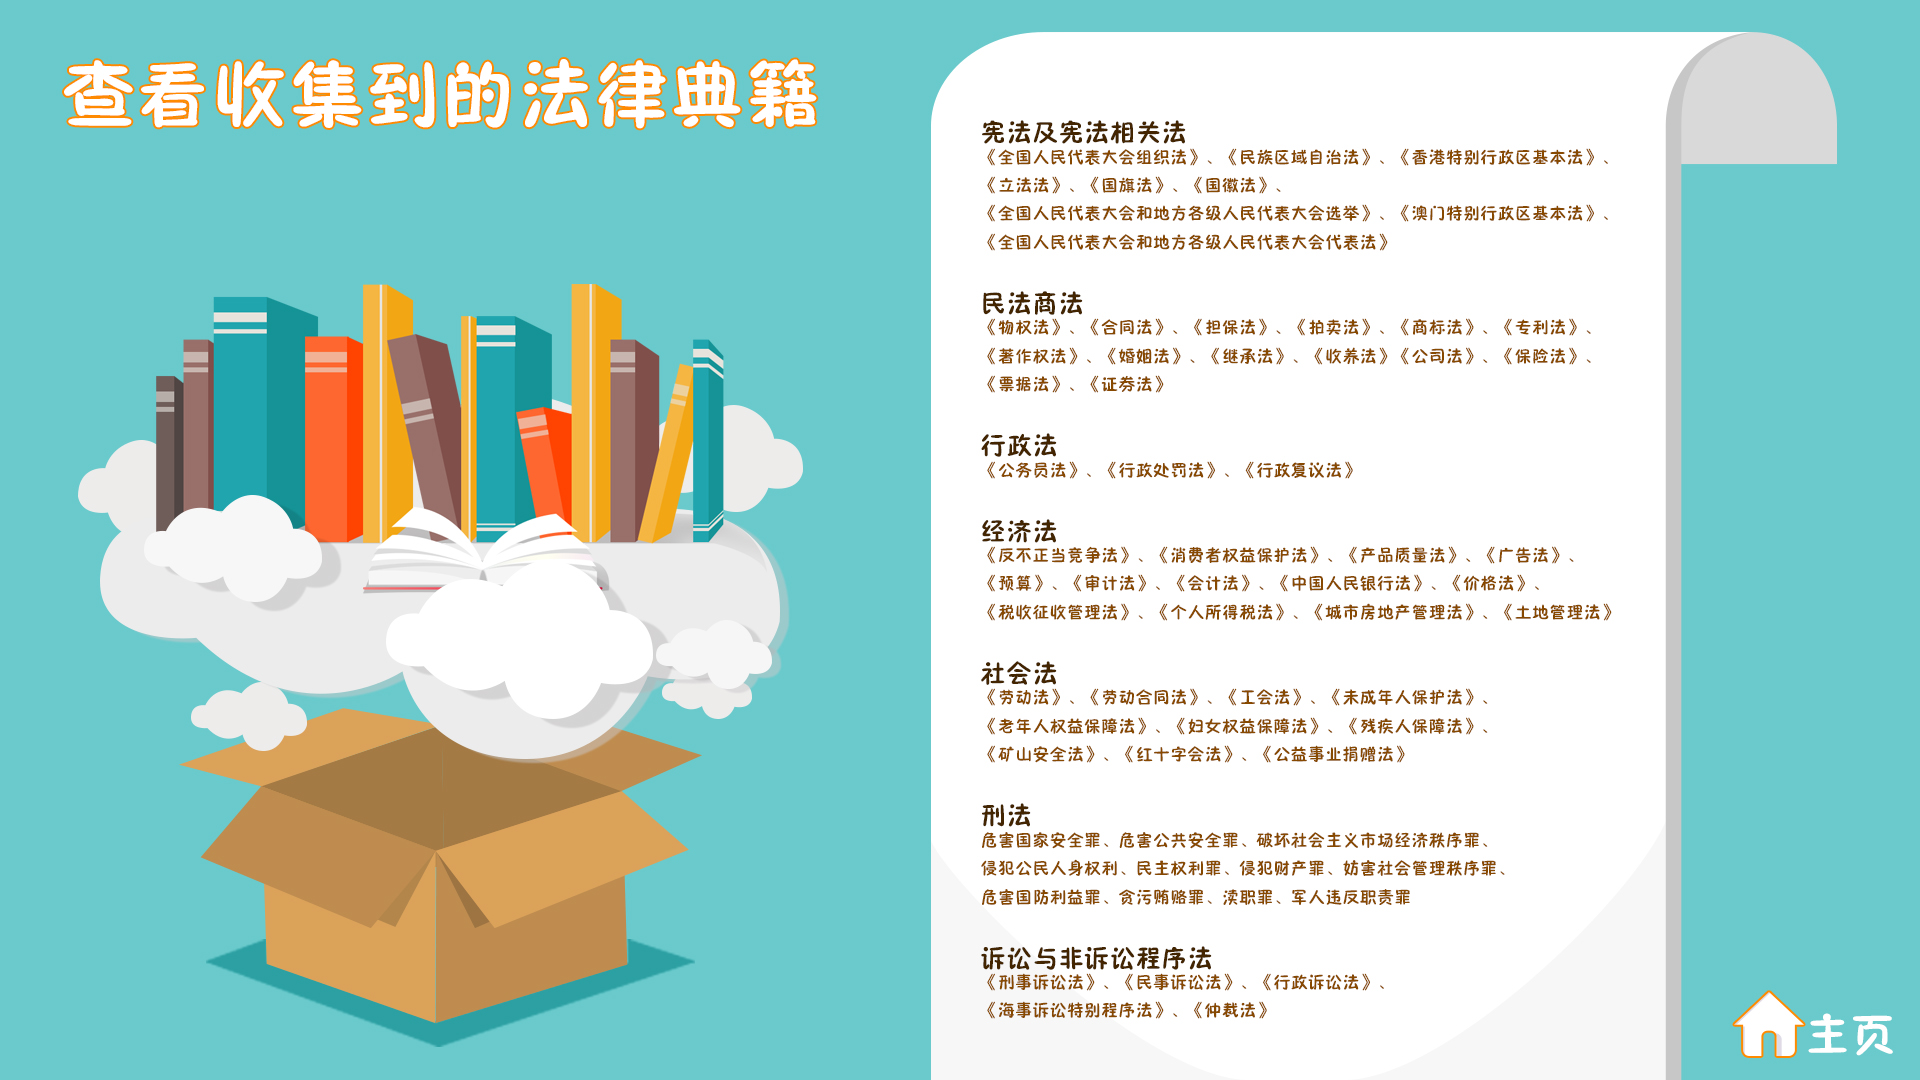 查看收集到的法律典籍
宪法及宪法相关法
《全国人民代表大会组织法》、《民族区域自治法》、《香港特别行政区基本法》、
《立法法》、《国旗法》、《国徽法》、
《全国人民代表大会和地方各级人民代表大会选举》、《澳门特别行政区基本法》、
《全国人民代表大会和地方各级人民代表大会代表法》
民法商法
《物权法》、《合同法》、《担保法》、《拍卖法》、《商标法》、《专利法》、
《著作权法》、《婚姻法》、《继承法》、《收养法》《公司法》、《保险法》、
《票据法》、《证券法》
行政法
《公务员法》、《行政处罚法》、《行政复议法》
经济法
《反不正当竞争法》、《消费者权益保护法》、《产品质量法》、《广告法》、
《预算》、《审计法》、《会计法》、《中国人民银行法》、《价格法》、
《税收征收管理法》、《个人所得税法》、《城市房地产管理法》、《土地管理法》
社会法
《劳动法》、《劳动合同法》、《工会法》、《未成年人保护法》、
《老年人权益保障法》、《妇女权益保障法》、《残疾人保障法》、
《矿山安全法》、《红十字会法》、《公益事业捐赠法》
刑法
危害国家安全罪、危害公共安全罪、破坏社会主义市场经济秩序罪、
侵犯公民人身权利、民主权利罪、侵犯财产罪、妨害社会管理秩序罪、
危害国防利益罪、贪污贿赂罪、渎职罪、军人违反职责罪
诉讼与非诉讼程序法
《刑事诉讼法》、《民事诉讼法》、《行政诉讼法》、
《海事诉讼特别程序法》、《仲裁法》
主页